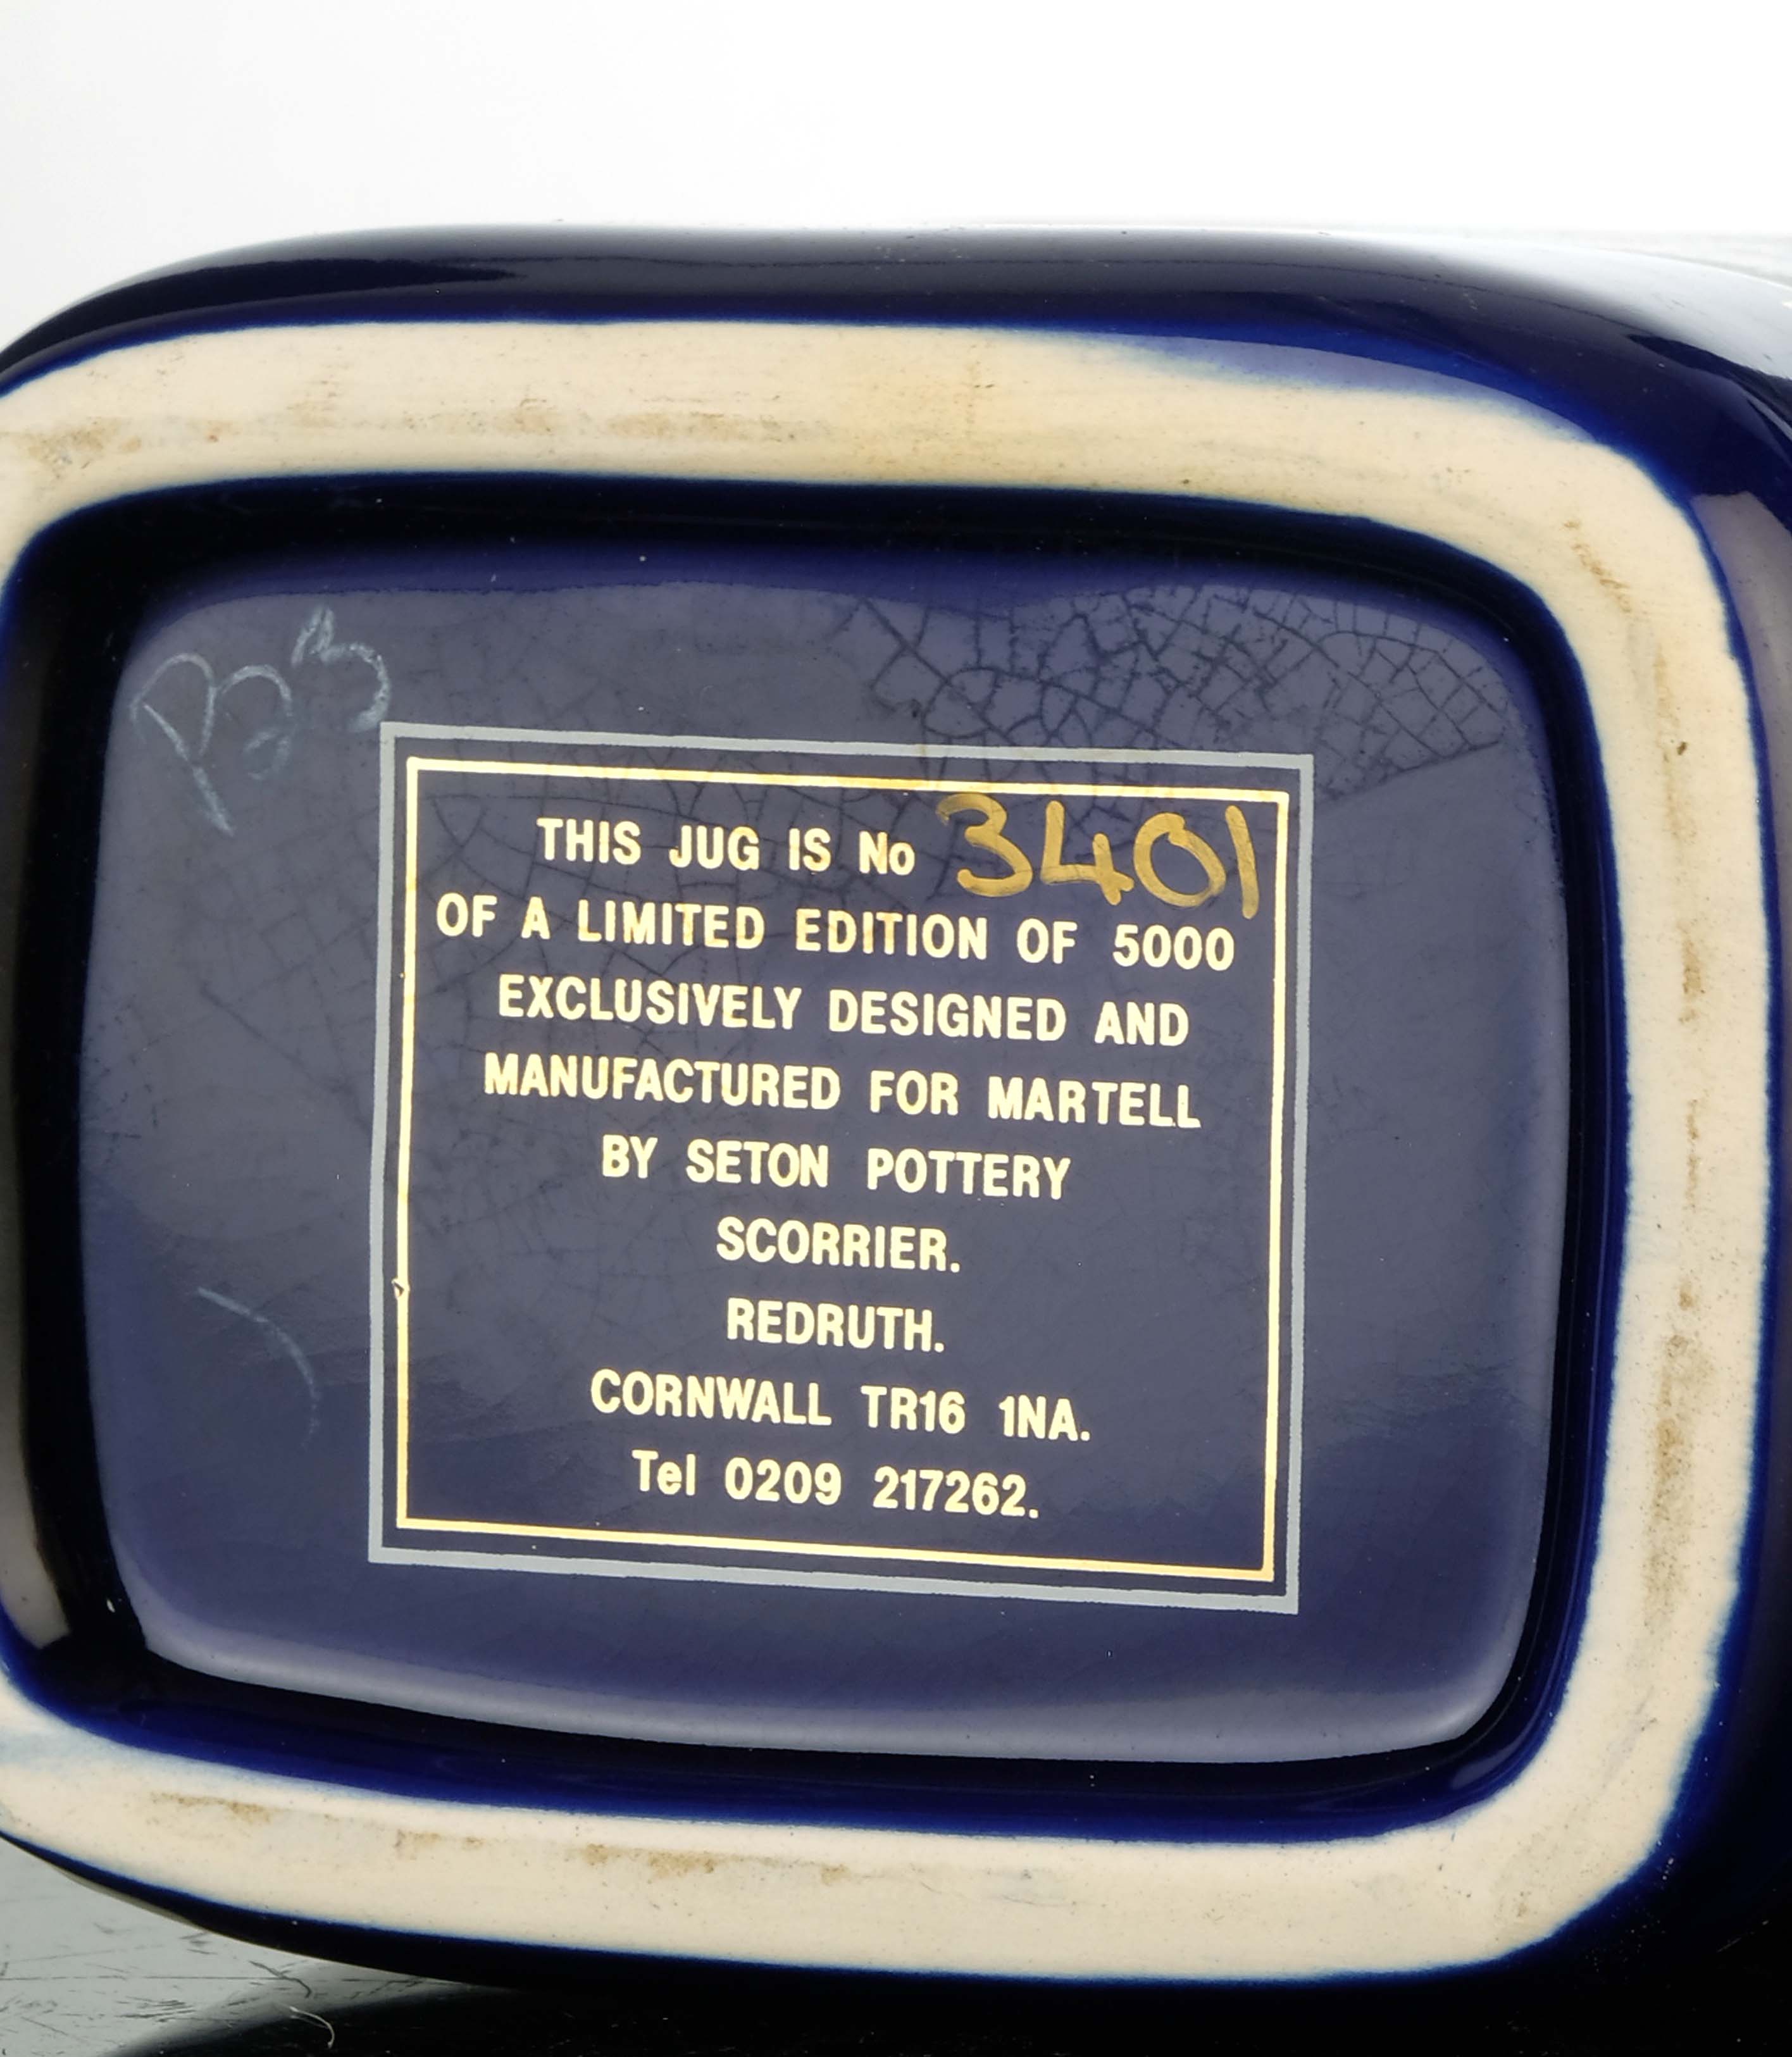 THIS JUG IS No 3401
OF A LIMITED EDITION OF 5000
EXCLUSIVELY DESIGNED AND
MANUFACTURED FOR MARTELL
BY SETON POTTERY
SCORRIER.
REDRUTH.
CORNWALL TR16 1NA.
Tel 0209 217262.